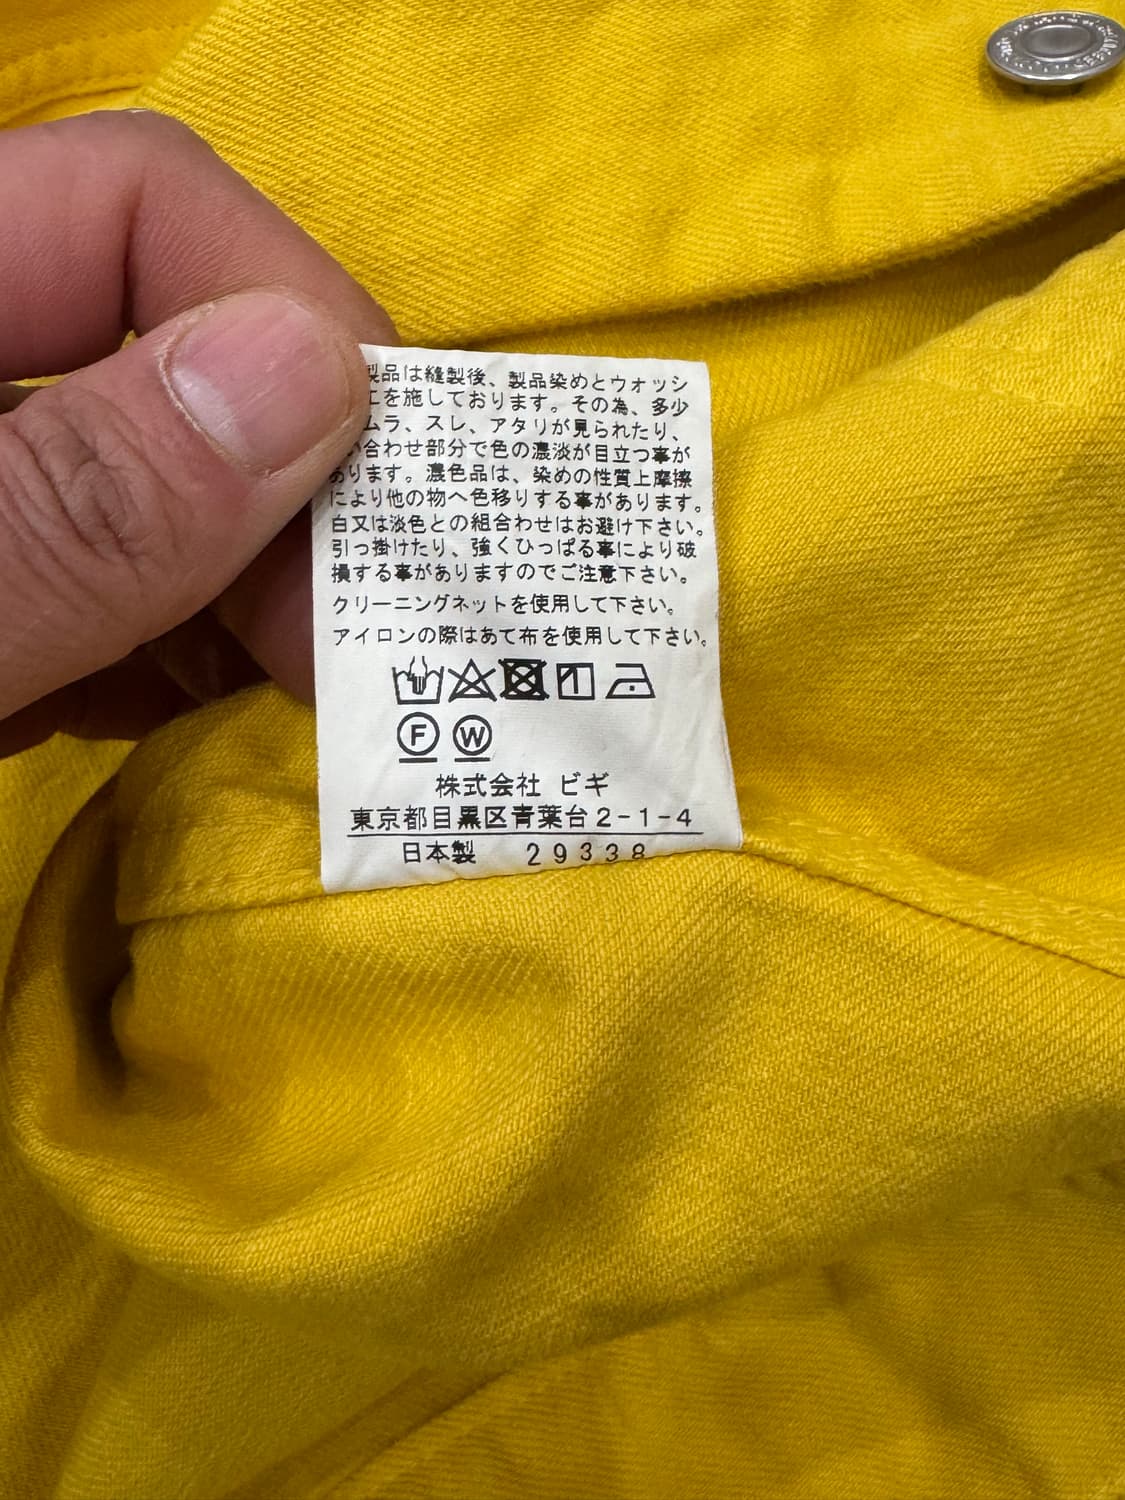 製品は縫製後、製品染めとウォッシ
工を施しております。その為、多少
ムラ、スレ、アタリが見られたり、
い合わせ部分で色の濃淡が目立つ事が
あります。濃色品は、染めの性質上摩擦
により他の物へ色移りする事があります。
白又は淡色との組合わせはお避け下さい。
引っ掛けたり、強くひっぱる事により破
損する事がありますのでご注意下さい。
クリーニングネットを使用して下さい。
アイロンの際はあて布を使用して下さい。
F W
株式会社 ビギ
東京都目黒区青葉台2-1-4
日本製 29338